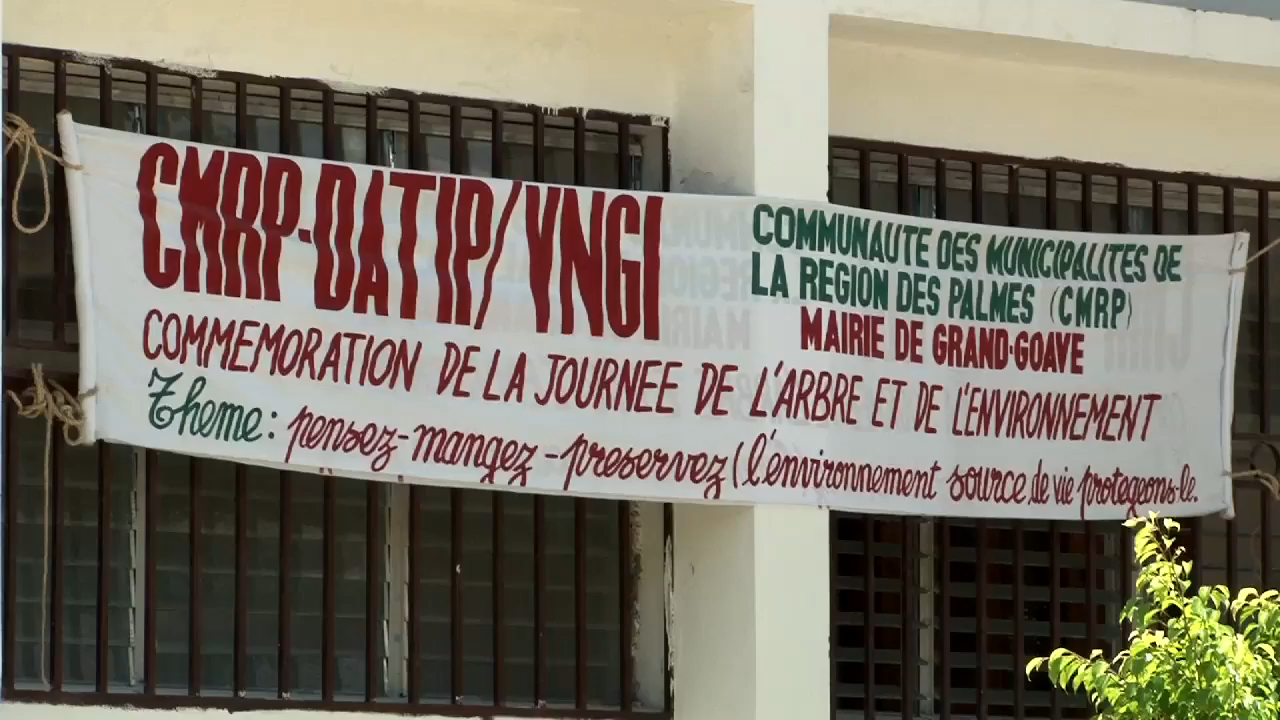 CMRP-DATIP/YNGI
COMMUNAUTE DES MUNICIPALITES DE
LA REGION DES PALMES (CMRP)
MAIRIE DE GRAND-GOAVE
COMMEMORATION DE LA JOURNEE DE L'ARBRE ET DE L'ENVIRONNEMENT
Theme: pensez-mangez-preservez (l'environnement source de vie protegeons-le.